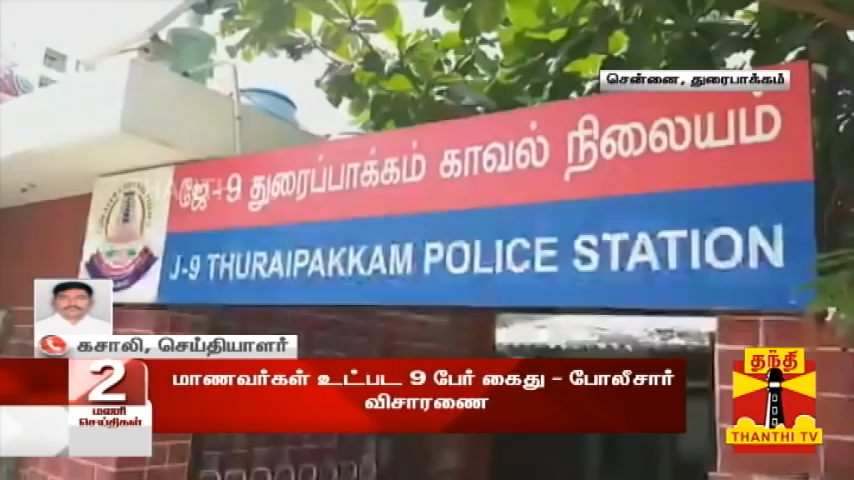 சென்னை, துரைபாக்கம்
THANTHI
ஜே-9 துரைப்பாக்கம் காவல் நிலையம்
J-9 THURAIPAKKAM POLICE STATION
கசாலி, செய்தியாளர்
2
மணி
செய்திகள்
மாணவர்கள் உட்பட 9 பேர் கைது - போலீசார்
விசாரணை
தந்தி
THANTHI TV